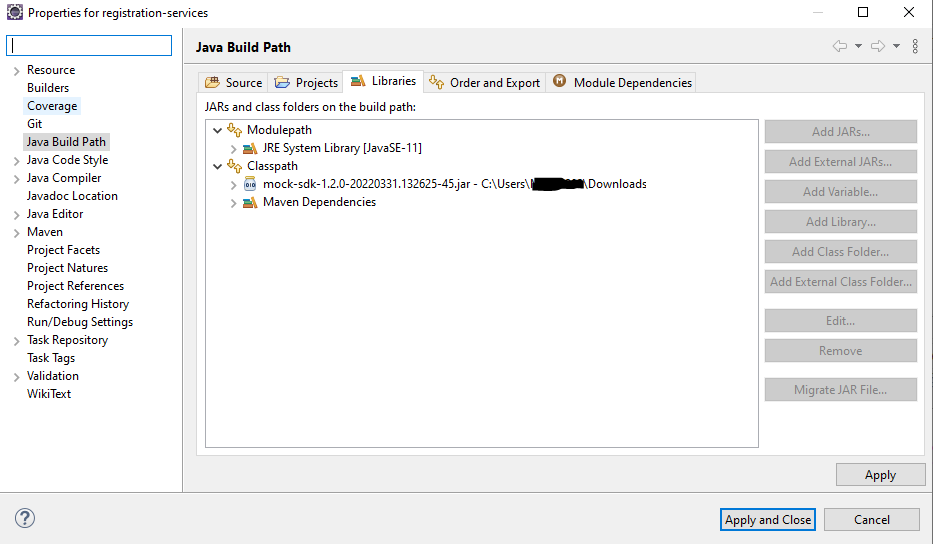 Properties for registration-services
Resource
Builders
Coverage
Git
Java Build Path
Java Code Style
Java Compiler
Javadoc Location
Java Editor
Maven
Project Facets
Project Natures
Project References
Refactoring History
Run/Debug Settings
Task Repository
Task Tags
Validation
WikiText
Java Build Path
Source Projects Libraries Order and Export Module Dependencies
JARs and class folders on the build path:
Modulepath
JRE System Library [JavaSE-11]
Classpath
mock-sdk-1.2.0-20220331.132625-45.jar - C:\Users\ \Downloads
Maven Dependencies
Add JARs...
Add External JARs...
Add Variable...
Add Library...
Add Class Folder...
Add External Class Folder...
Edit...
Remove
Migrate JAR File...
Apply
Apply and Close Cancel